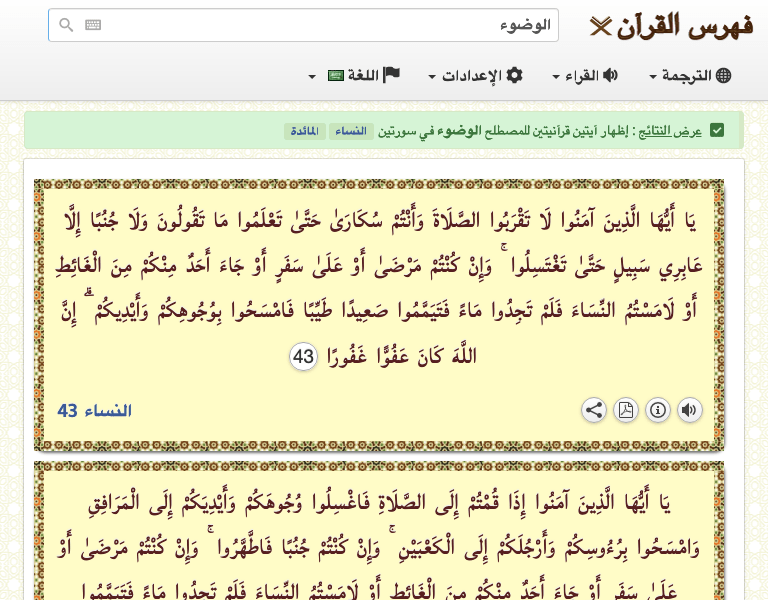 فهرس القرآن
الوضوء
الترجمة القراء الإعدادات اللغة
عرض النتائج : إظهار آيتين قرآنيتين للمصطلح الوضوء في سورتين النساء المائدة
يَا أَيُّهَا الَّذِينَ آمَنُوا لَا تَقْرَبُوا الصَّلَاةَ وَأَنْتُمْ سُكَارَىٰ حَتَّىٰ تَعْلَمُوا مَا تَقُولُونَ وَلَا جُنُبًا إِلَّا
عَابِرِي سَبِيلٍ حَتَّىٰ تَغْتَسِلُوا ۚ وَإِنْ كُنْتُمْ مَرْضَىٰ أَوْ عَلَىٰ سَفَرٍ أَوْ جَاءَ أَحَدٌ مِنْكُمْ مِنَ الْغَائِطِ
أَوْ لَامَسْتُمُ النِّسَاءَ فَلَمْ تَجِدُوا مَاءً فَتَيَمَّمُوا صَعِيدًا طَيِّبًا فَامْسَحُوا بِوُجُوهِكُمْ وَأَيْدِيكُمْ ۗ إِنَّ
اللَّهَ كَانَ عَفُوًّا غَفُورًا 43
النساء 43
يَا أَيُّهَا الَّذِينَ آمَنُوا إِذَا قُمْتُمْ إِلَى الصَّلَاةِ فَاغْسِلُوا وُجُوهَكُمْ وَأَيْدِيَكُمْ إِلَى الْمَرَافِقِ
وَامْسَحُوا بِرُءُوسِكُمْ وَأَرْجُلَكُمْ إِلَى الْكَعْبَيْنِ ۚ وَإِنْ كُنْتُمْ جُنُبًا فَاطَّهَّرُوا ۚ وَإِنْ كُنْتُمْ مَرْضَىٰ أَوْ
عَلَىٰ سَفَرٍ أَوْ جَاءَ أَحَدٌ مِنْكُمْ مِنَ الْغَائِطِ أَوْ لَامَسْتُمُ النِّسَاءَ فَلَمْ تَجِدُوا مَاءً فَتَيَمَّمُوا